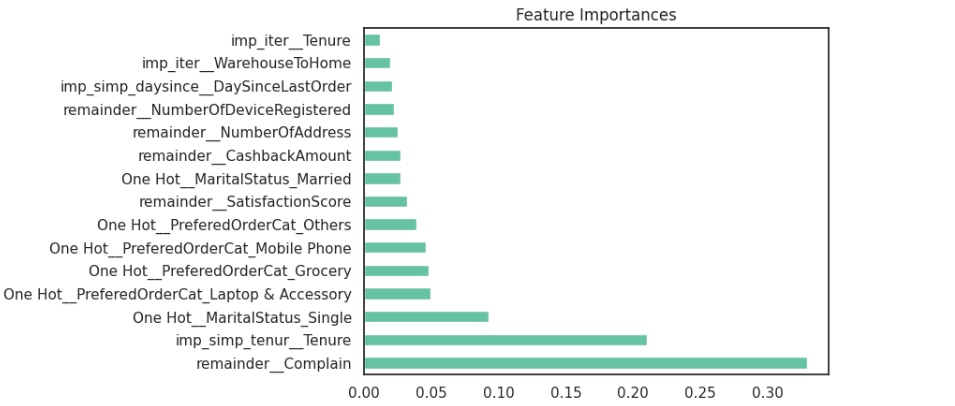 Feature Importances
imp_iter__Tenure
imp_iter__WarehouseToHome
imp_simp_daysince__DaySinceLastOrder
remainder__NumberOfDeviceRegistered
remainder__NumberOfAddress
remainder__CashbackAmount
One Hot__MaritalStatus_Married
remainder__SatisfactionScore
One Hot__PreferedOrderCat_Others
One Hot__PreferedOrderCat_Mobile Phone
One Hot__PreferedOrderCat_Grocery
One Hot__PreferedOrderCat_Laptop & Accessory
One Hot__MaritalStatus_Single
imp_simp_tenur__Tenure
remainder__Complain
0.00 0.05 0.10 0.15 0.20 0.25 0.30